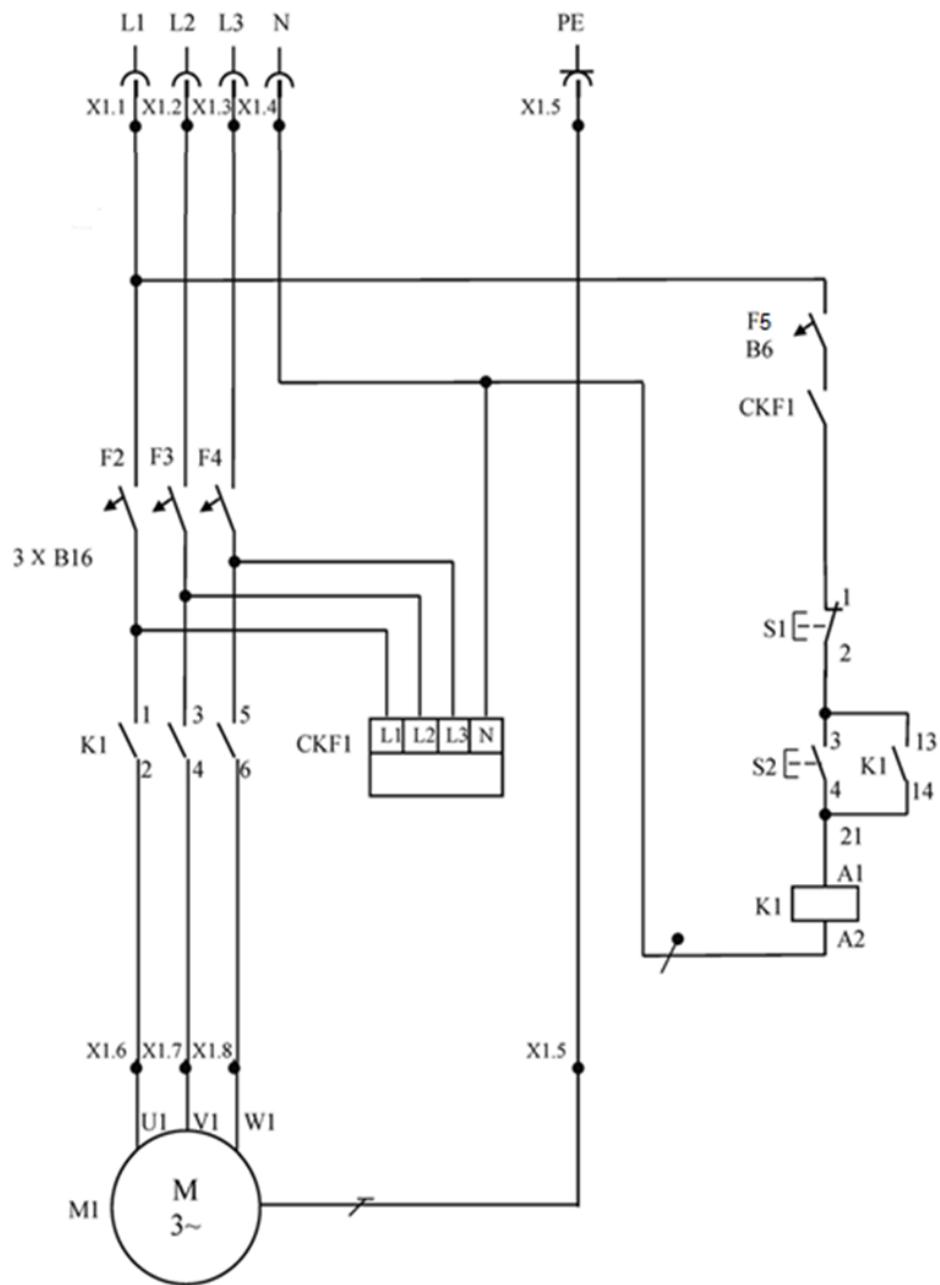 L1 L2 L3 N PE
X1.1 X1.2 X1.3 X1.4 X1.5
F5
B6
CKF1
F2 F3 F4
3 X B16
1
S1
2
1 3 5
K1
2 4 6
CKF1 L1 L2 L3 N
3 13
S2 K1
4 14
21
A1
K1
A2
X1.6 X1.7 X1.8 X1.5
U1 V1 W1
M1 M
3~